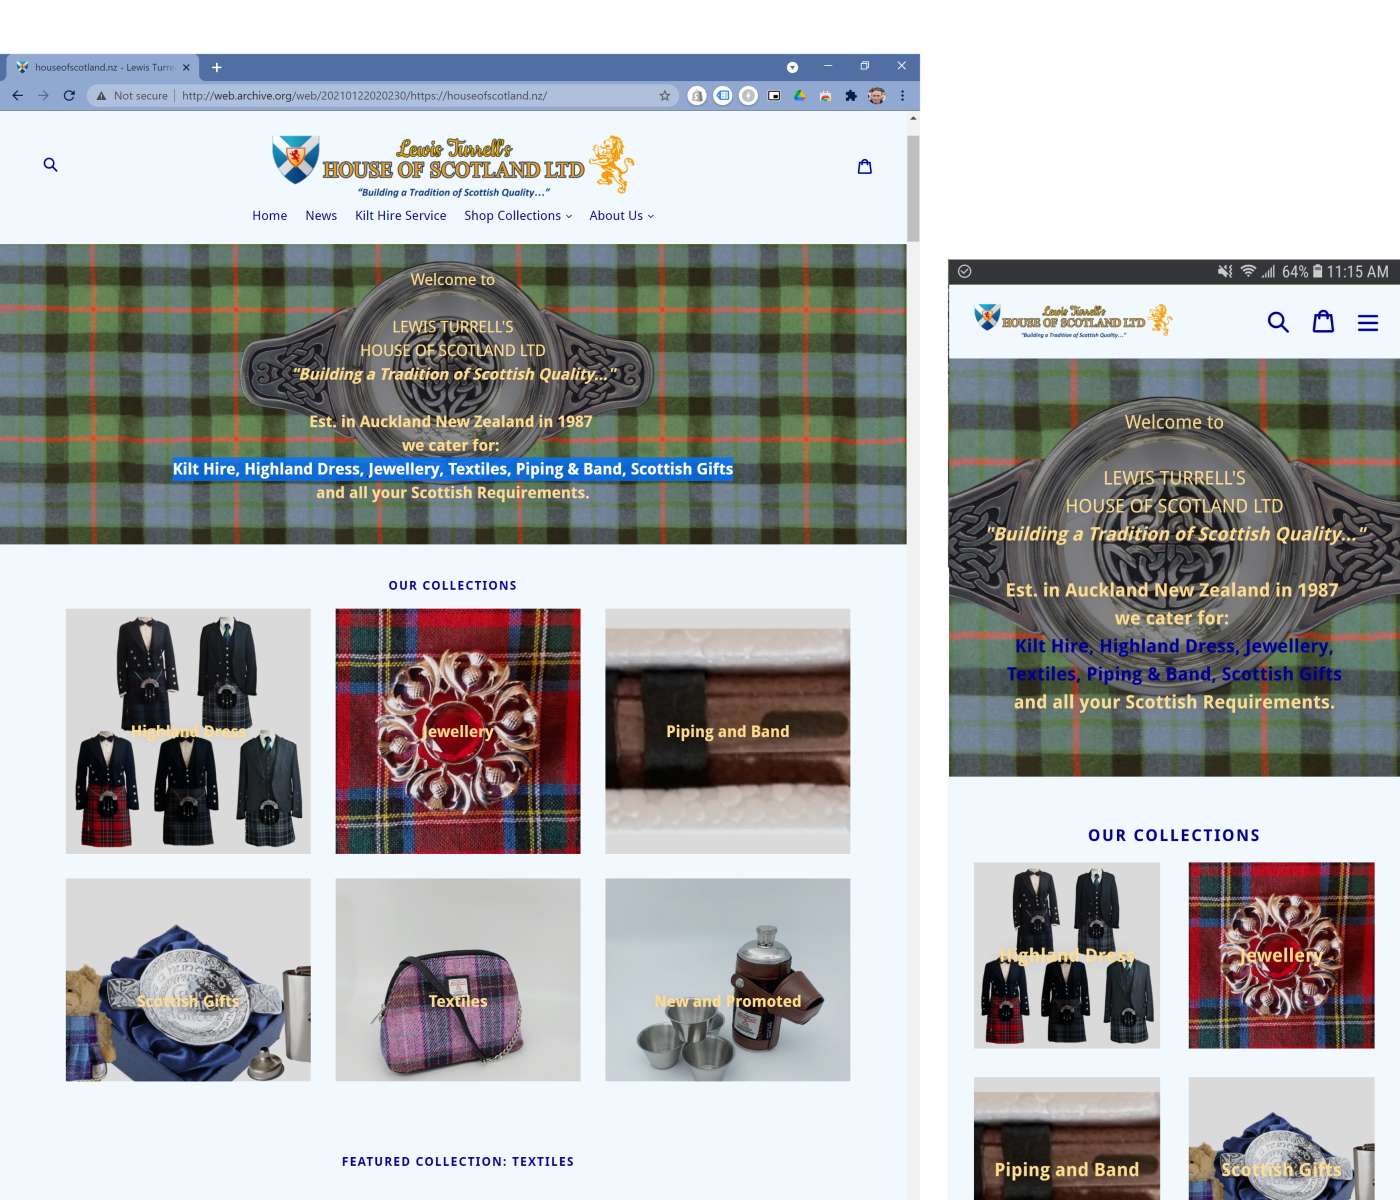 houseofscotland.nz - Lewis Turre
Not secure
http://web.archive.org/web/20210122020230/https://houseofscotland.nz/
Lewis Turrell's
HOUSE OF SCOTLAND LTD
"Building a Tradition of Scottish Quality..."
Home News Kilt Hire Service Shop Collections About Us
Welcome to
LEWIS TURRELL'S
HOUSE OF SCOTLAND LTD
"Building a Tradition of Scottish Quality..."
Est. in Auckland New Zealand in 1987
we cater for:
Kilt Hire, Highland Dress, Jewellery, Textiles, Piping & Band, Scottish Gifts
and all your Scottish Requirements.
OUR COLLECTIONS
Highland Dress
Jewellery
Piping and Band
Scottish Gifts
Textiles
New and Promoted
FEATURED COLLECTION: TEXTILES
64% 11:15 AM
Lewis Turrell's
HOUSE OF SCOTLAND LTD
"Building a Tradition of Scottish Quality..."
Welcome to
LEWIS TURRELL'S
HOUSE OF SCOTLAND LTD
"Building a Tradition of Scottish Quality..."
Est. in Auckland New Zealand in 1987
we cater for:
Kilt Hire, Highland Dress, Jewellery,
Textiles, Piping & Band, Scottish Gifts
and all your Scottish Requirements.
OUR COLLECTIONS
Highland Dress
Jewellery
Piping and Band
Scottish Gifts